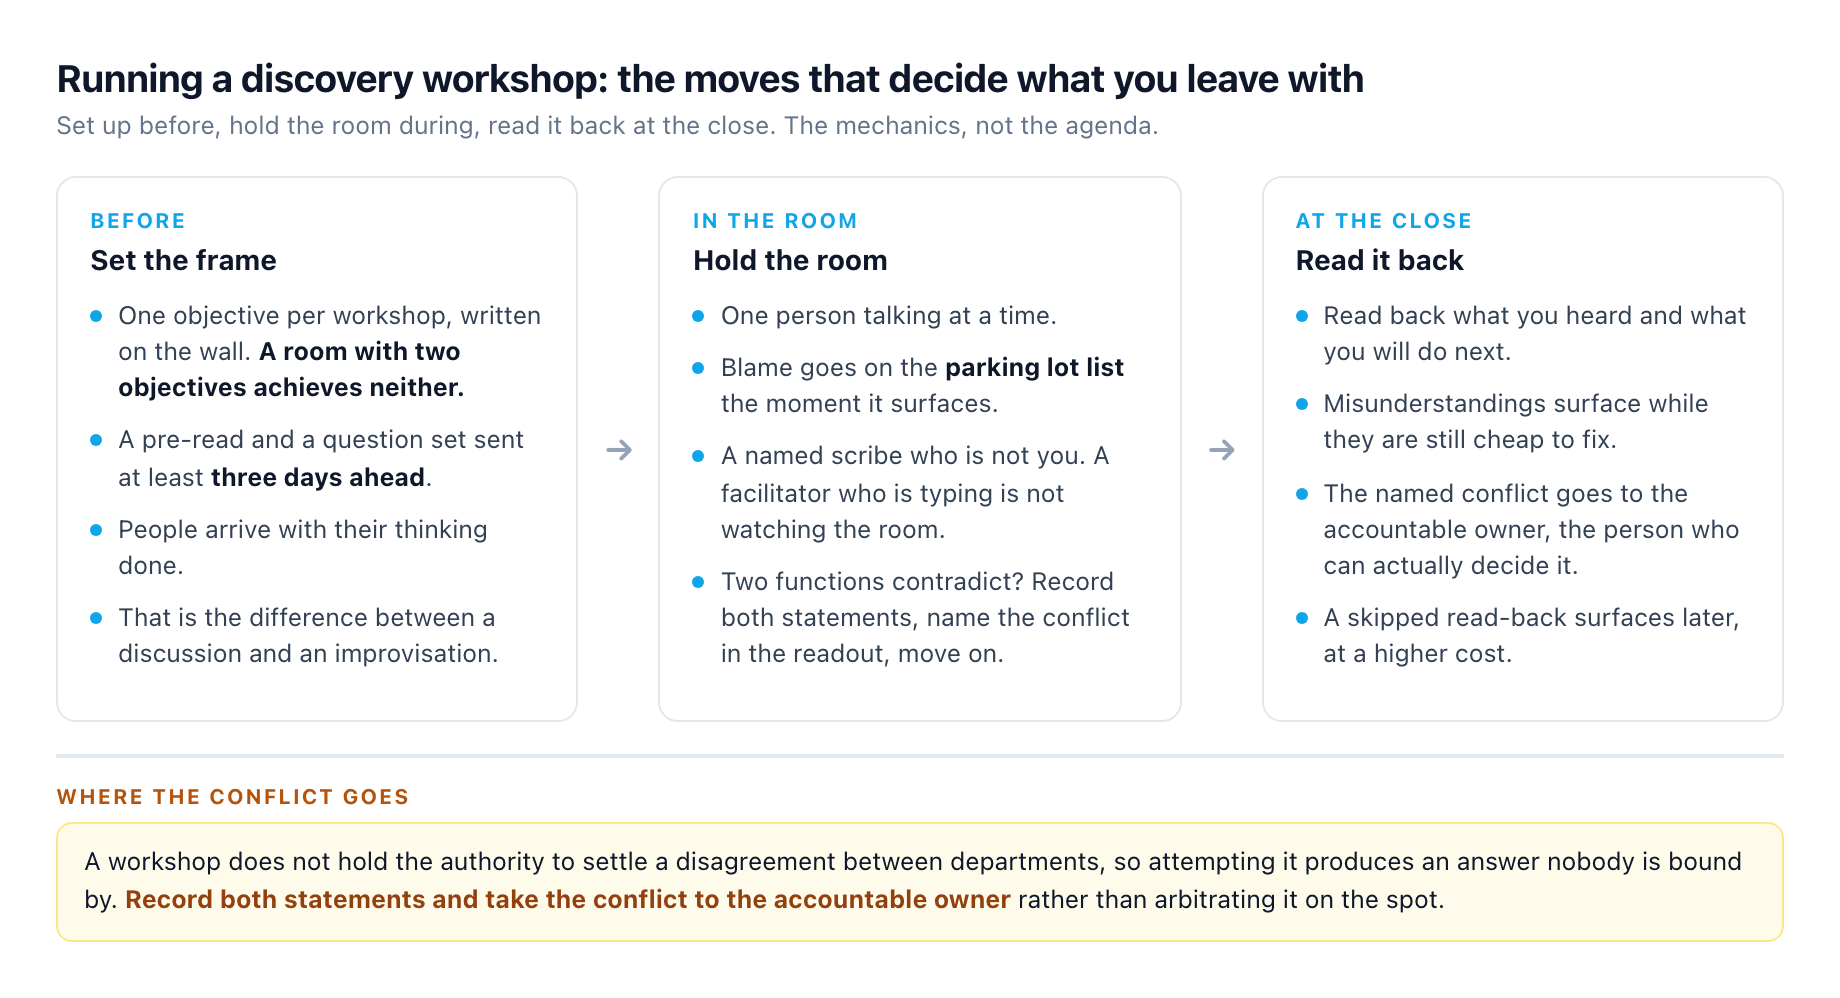 Running a discovery workshop: the moves that decide what you leave with
Set up before, hold the room during, read it back at the close. The mechanics, not the agenda.
BEFORE
Set the frame
One objective per workshop, written
on the wall. A room with two
objectives achieves neither.
A pre-read and a question set sent
at least three days ahead.
People arrive with their thinking
done.
That is the difference between a
discussion and an improvisation.
IN THE ROOM
Hold the room
One person talking at a time.
Blame goes on the parking lot list
the moment it surfaces.
A named scribe who is not you. A
facilitator who is typing is not
watching the room.
Two functions contradict? Record
both statements, name the conflict
in the readout, move on.
AT THE CLOSE
Read it back
Read back what you heard and what
you will do next.
Misunderstandings surface while
they are still cheap to fix.
The named conflict goes to the
accountable owner, the person who
can actually decide it.
A skipped read-back surfaces later,
at a higher cost.
WHERE THE CONFLICT GOES
A workshop does not hold the authority to settle a disagreement between departments, so attempting it produces an answer nobody is bound
by. Record both statements and take the conflict to the accountable owner rather than arbitrating it on the spot.